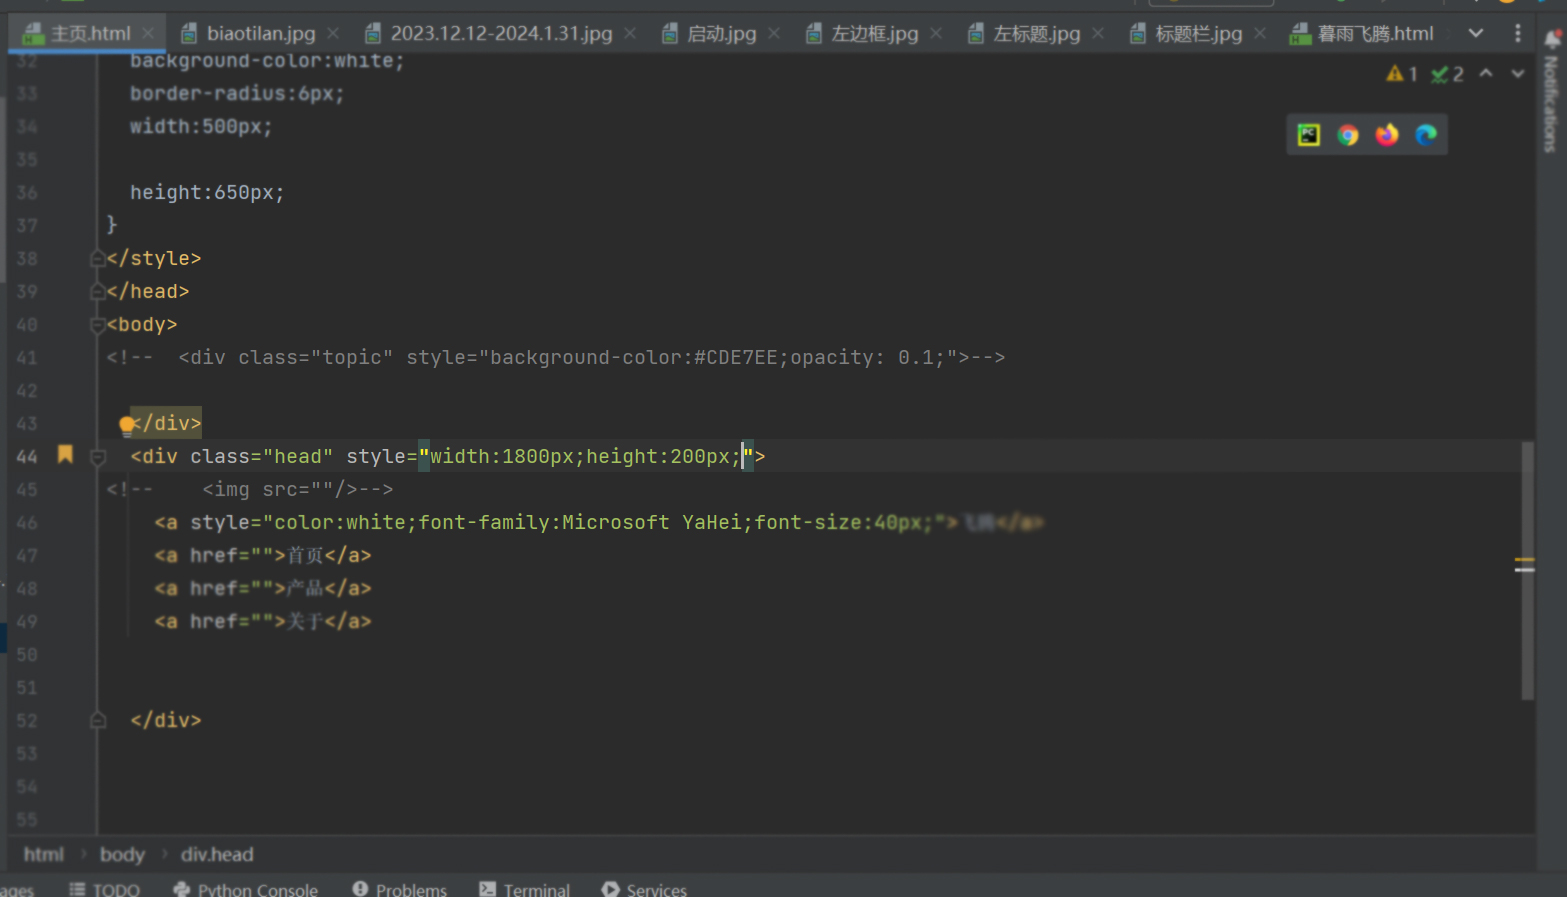 主页.html
biaotilan.jpg
2023.12.12-2024.1.31.jpg
启动.jpg
左边框.jpg
左标题.jpg
标题栏.jpg
暮雨飞腾.html
1
2
Notifications
32 background-color:white;
33 border-radius:6px;
34 width:500px;
35
36 height:650px;
37 }
38 </style>
39 </head>
40 <body>
41 <!--  <div class="topic" style="background-color:#CDE7EE;opacity: 0.1;">-->
42
43 </div>
44 <div class="head" style="width:1800px;height:200px;">
45 <!--    <img src=""/>-->
46 <a style="color:white;font-family:Microsoft YaHei;font-size:40px;"></a>
47 <a href="">首页</a>
48 <a href="">产品</a>
49 <a href="">关于</a>
50
51
52 </div>
53
54
55
html
body
div.head
ages
TODO
Python Console
Problems
Terminal
Services